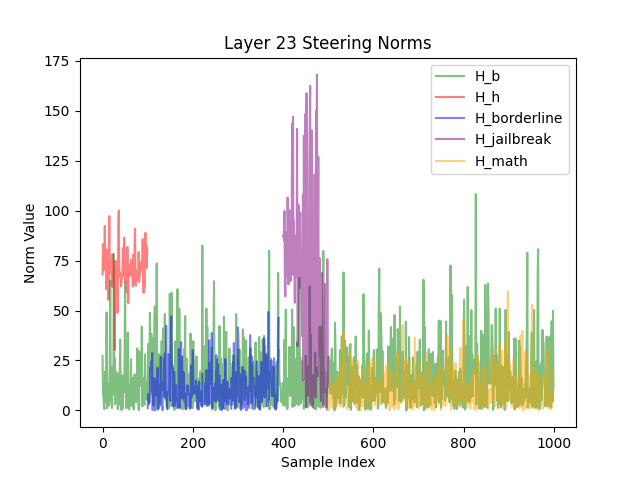 Layer 23 Steering Norms
175
150
125
100
75
50
25
0
Norm Value
0
200
400
600
800
1000
Sample Index
H_b
H_h
H_borderline
H_jailbreak
H_math